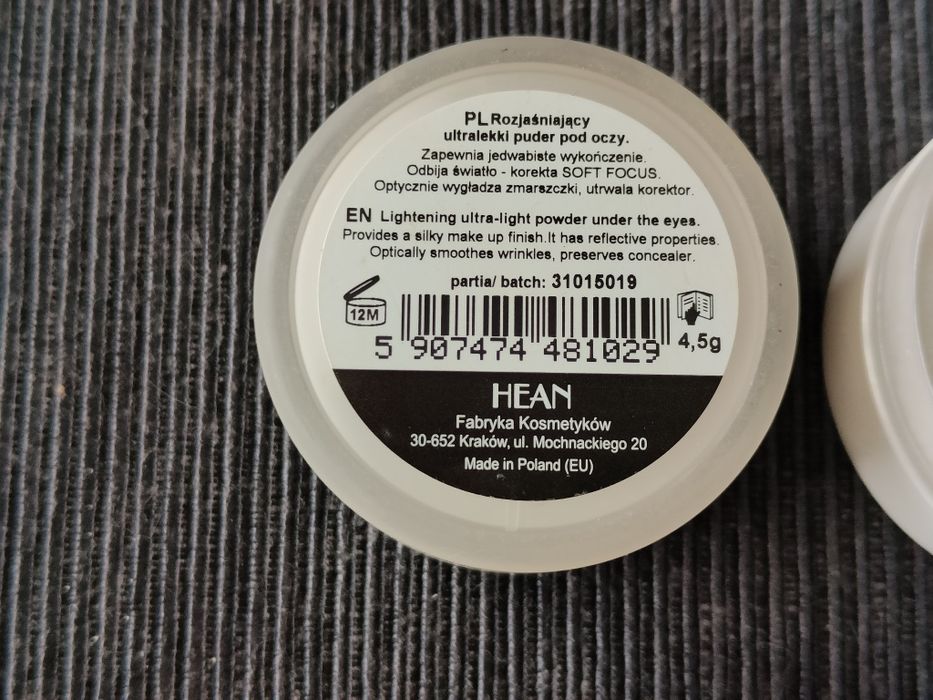 PL Rozjaśniający
ultralekki puder pod oczy.
Zapewnia jedwabiste wykończenie.
Odbija światło - korekta SOFT FOCUS.
Optycznie wygładza zmarszczki, utrwala korektor.
EN Lightening ultra-light powder under the eyes.
Provides a silky make up finish.It has reflective properties.
Optically smoothes wrinkles, preserves concealer.
partia/ batch: 31015019
12M
5 907474 481029
4,5g
HEAN
Fabryka Kosmetyków
30-652 Kraków, ul. Mochnackiego 20
Made in Poland (EU)